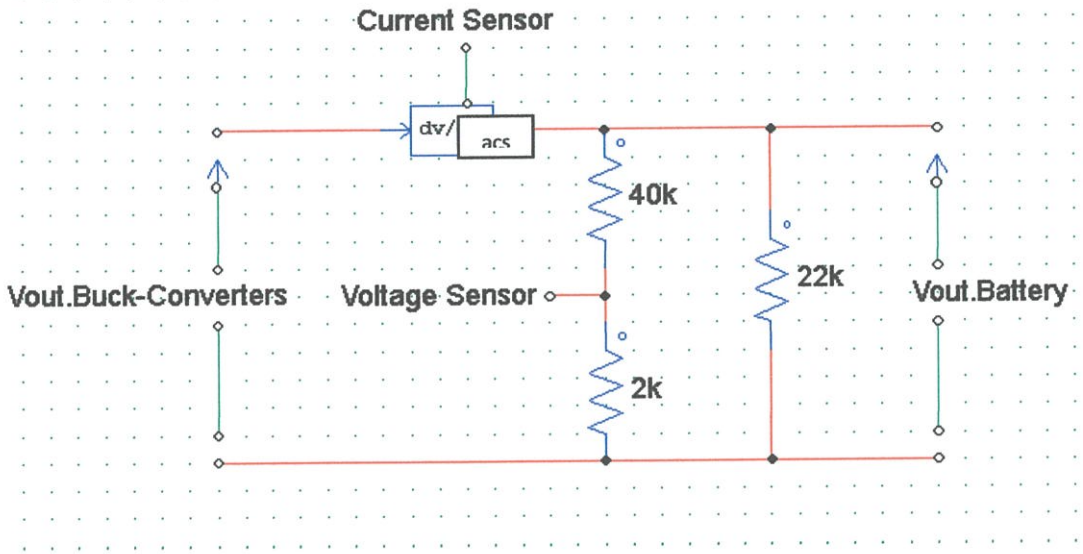 Current Sensor
dv/
acs
40k
22k
Vout.Buck-Converters
Voltage Sensor
Vout.Battery
2k